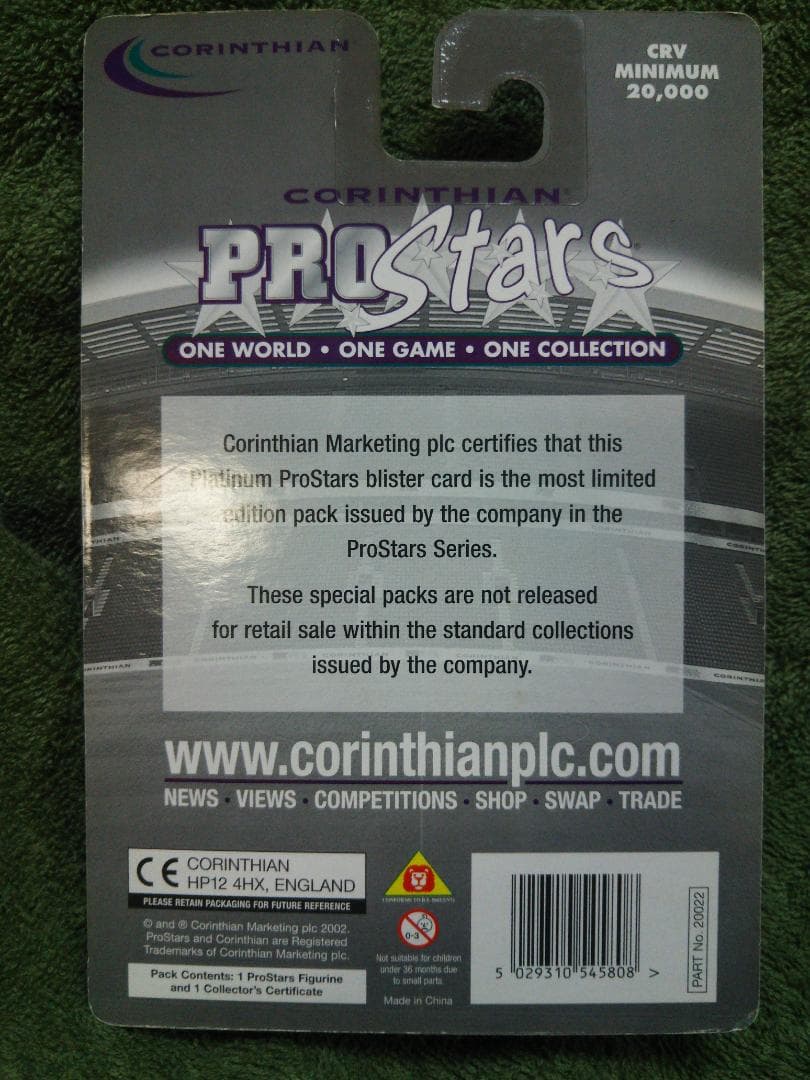 CORINTHIAN
CRV
MINIMUM
20,000
CORINTHIAN®
PROStars®
ONE WORLD • ONE GAME • ONE COLLECTION
Corinthian Marketing plc certifies that this
Platinum ProStars blister card is the most limited
edition pack issued by the company in the
ProStars Series.
These special packs are not released
for retail sale within the standard collections
issued by the company.
www.corinthianplc.com
NEWS • VIEWS • COMPETITIONS • SHOP • SWAP • TRADE
CE CORINTHIAN
HP12 4HX, ENGLAND
PLEASE RETAIN PACKAGING FOR FUTURE REFERENCE
© and ® Corinthian Marketing plc 2002.
ProStars and Corinthian are Registered
Trademarks of Corinthian Marketing plc.
Pack Contents: 1 ProStars Figurine
and 1 Collector's Certificate
0-3
Not suitable for children
under 36 months due
to small parts.
Made in China
5 029310 545808 >
PART No. 20022